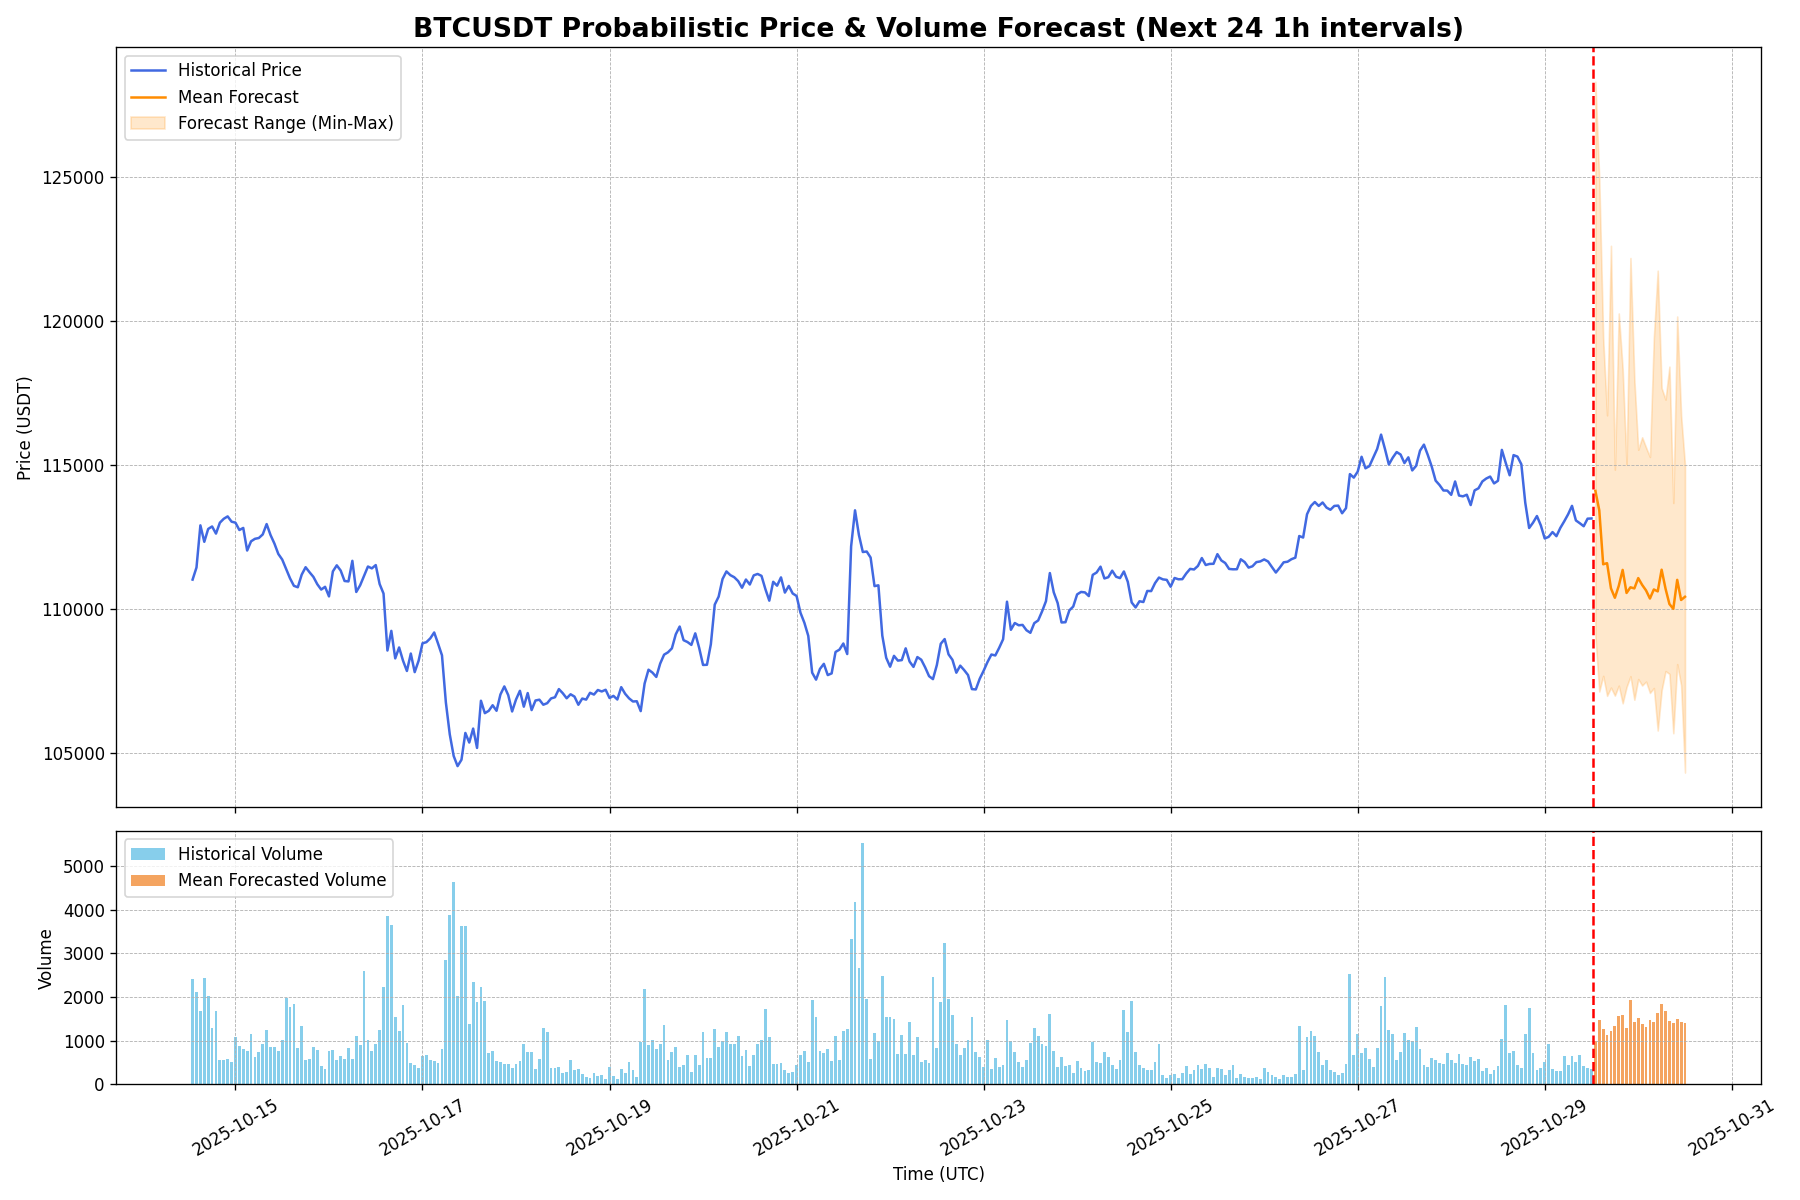 BTCUSDT Probabilistic Price & Volume Forecast (Next 24 1h intervals)
Historical Price
Mean Forecast
Forecast Range (Min-Max)
125000
120000
115000
110000
105000
Price (USDT)
Historical Volume
Mean Forecasted Volume
5000
4000
3000
2000
1000
0
Volume
2025-10-15
2025-10-17
2025-10-19
2025-10-21
2025-10-23
2025-10-25
2025-10-27
2025-10-29
2025-10-31
Time (UTC)